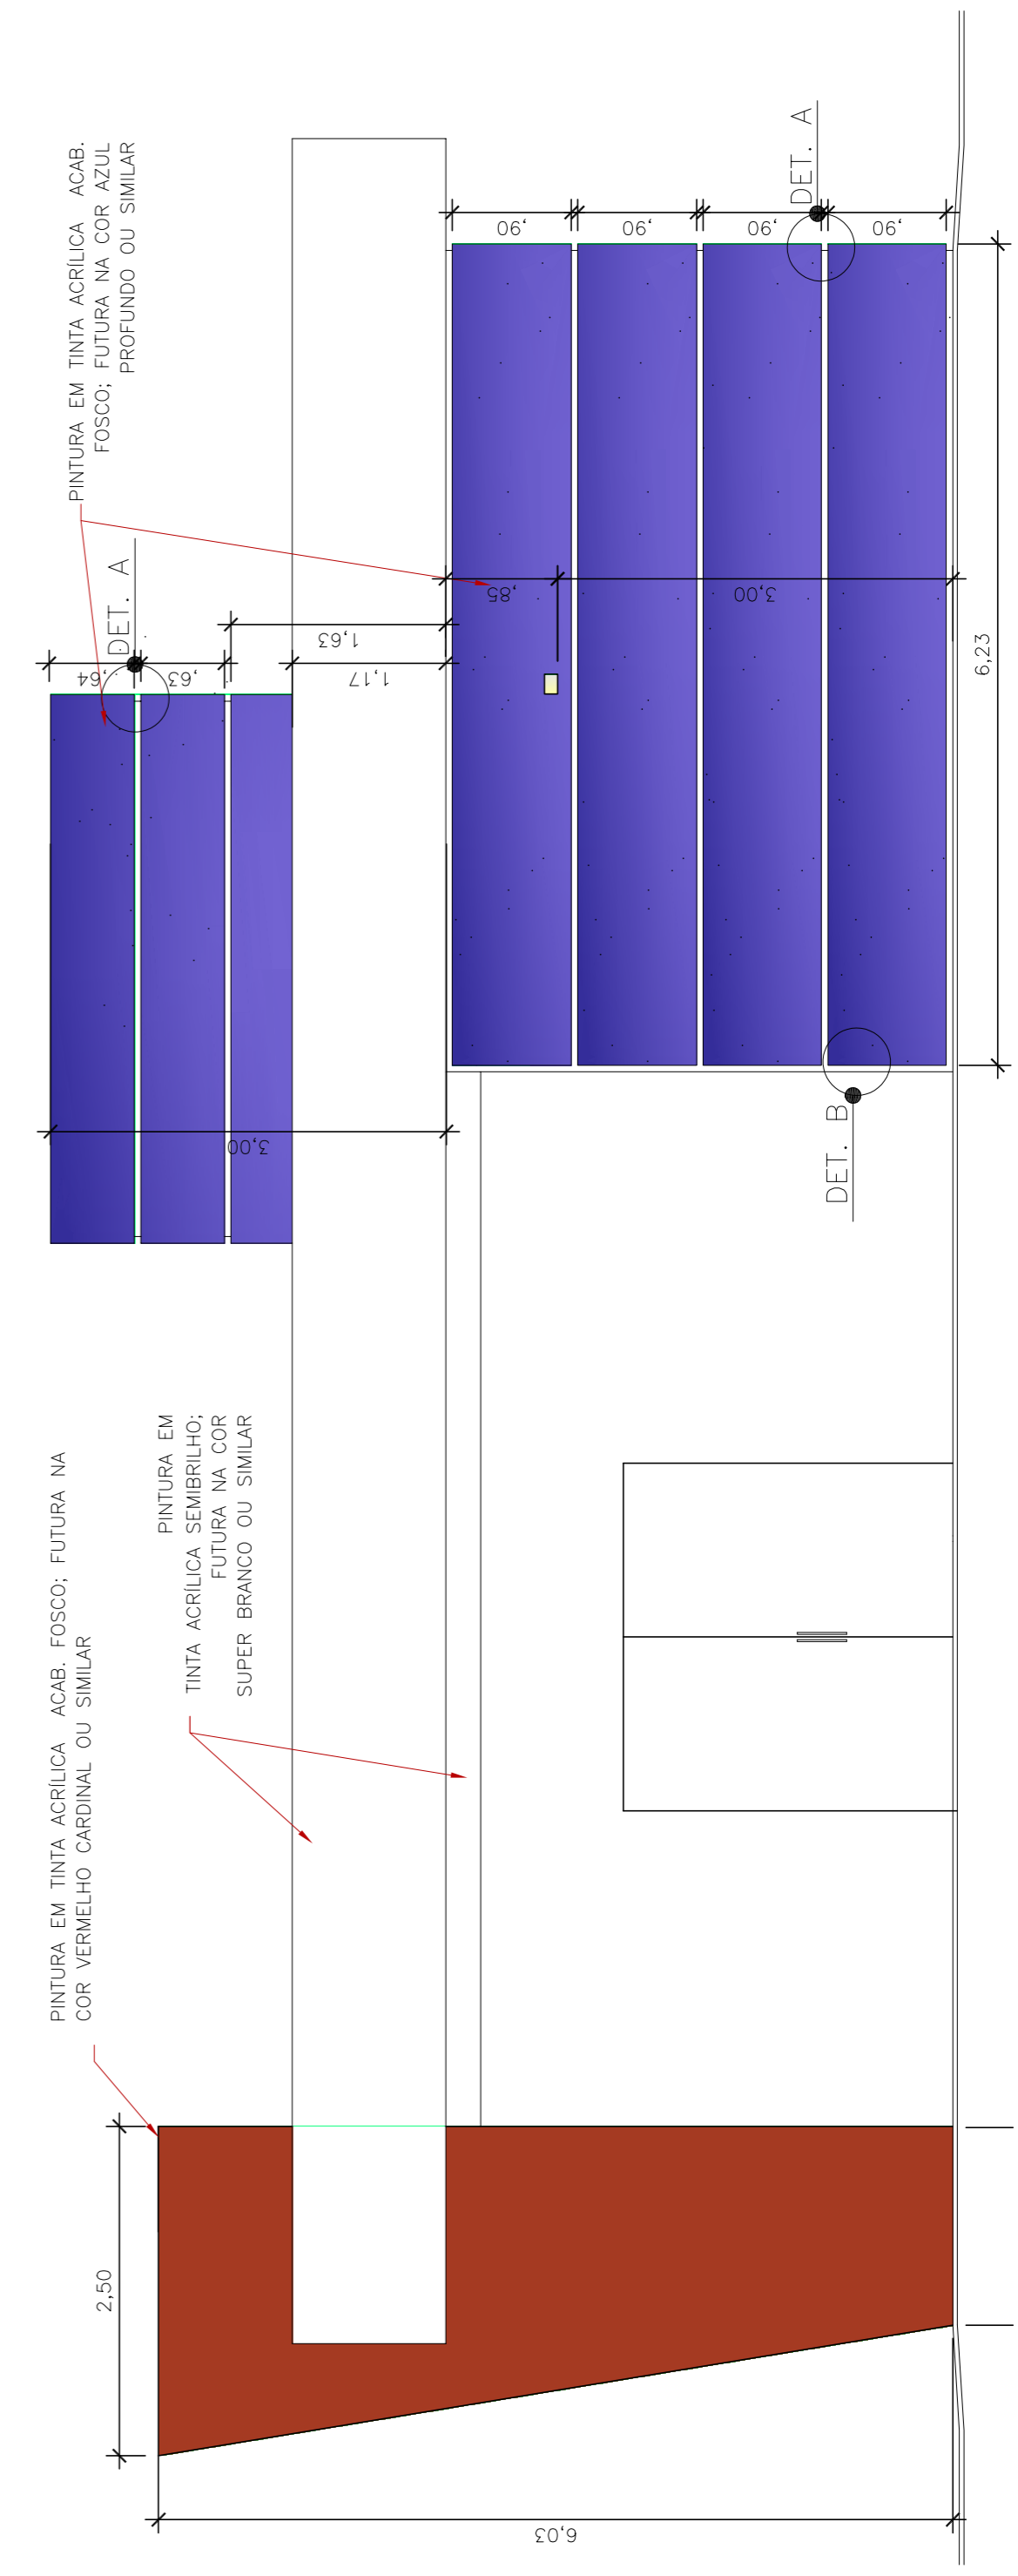 PINTURA EM TINTA ACRÍLICA ACAB. FOSCO; FUTURA NA
COR VERMELHO CARDINAL OU SIMILAR
PINTURA EM
TINTA ACRÍLICA SEMIBRILHO;
FUTURA NA COR
SUPER BRANCO OU SIMILAR
PINTURA EM TINTA ACRÍLICA ACAB.
FOSCO; FUTURA NA COR AZUL
PROFUNDO OU SIMILAR
DET. A
,64
,63
1,63
1,17
3,00
DET. A
,90
,90
,90
,90
,85
3,00
6,23
DET. B
2,50
6,03